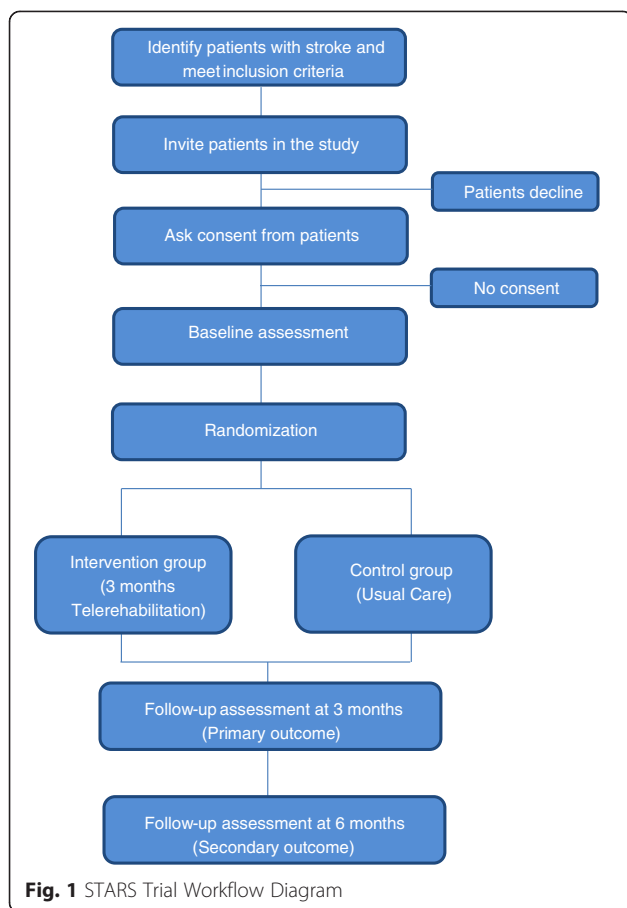 Identify patients with stroke and
meet inclusion criteria
Invite patients in the study
Patients decline
Ask consent from patients
No consent
Baseline assessment
Randomization
Intervention group
(3 months
Telerehabilitation)
Control group
(Usual Care)
Follow-up assessment at 3 months
(Primary outcome)
Follow-up assessment at 6 months
(Secondary outcome)
Fig. 1 STARS Trial Workflow Diagram